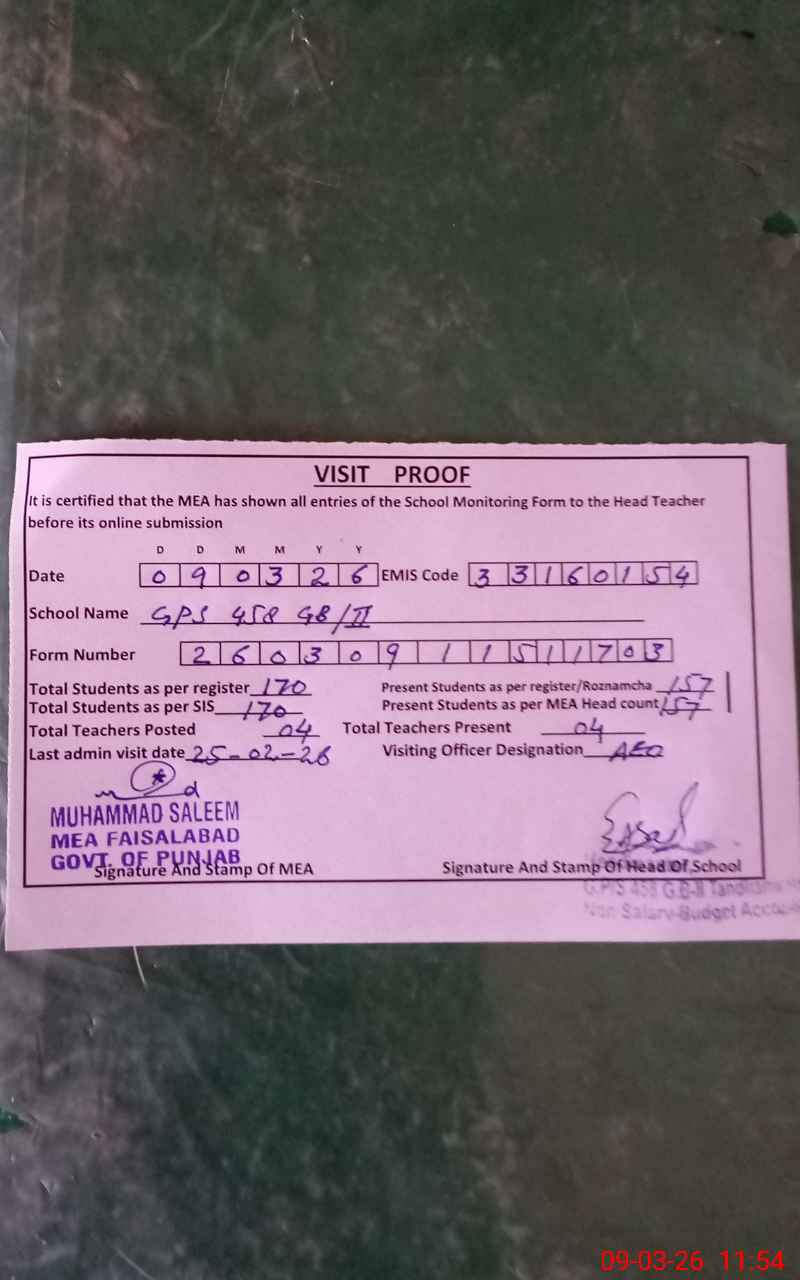 VISIT PROOF
It is certified that the MEA has shown all entries of the School Monitoring Form to the Head Teacher
before its online submission
D D M M Y Y
Date 0 9 0 3 2 6 EMIS Code 3 3 1 6 0 1 5 4
School Name GPS 458 GB/II
Form Number 2 6 0 3 0 9 1 1 5 1 1 7 0 3
Total Students as per register 170 Present Students as per register/Roznamcha 157
Total Students as per SIS 170 Present Students as per MEA Head count 157
Total Teachers Posted 04 Total Teachers Present 04
Last admin visit date 25-02-26 Visiting Officer Designation AEO
MUHAMMAD SALEEM
MEA FAISALABAD
GOVT. OF PUNJAB
Signature And Stamp Of MEA Signature And Stamp Of Head Of School
G.P/S 458 G.B-II
Non Salary Budget
09-03-26 11:54